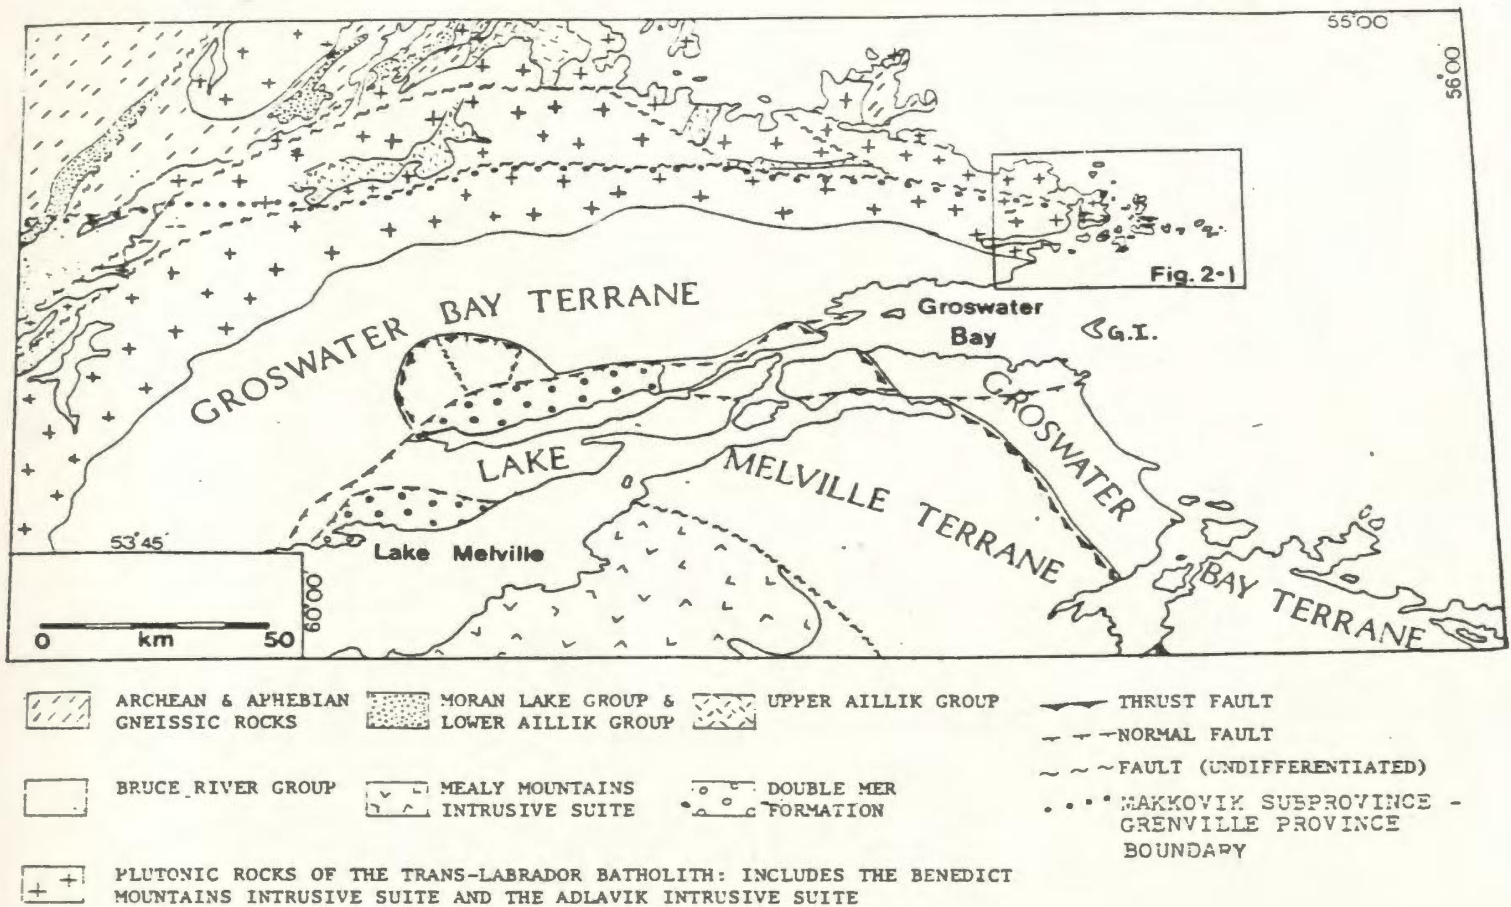 55°00
56°00
Fig. 2-1
GROSWATER BAY TERRANE
Groswater
Bay
G.I.
GROSWATER
BAY TERRANE
LAKE MELVILLE TERRANE
Lake Melville
53°45'
60°00
0 km 50
ARCHEAN & APHEBIAN
GNEISSIC ROCKS
MORAN LAKE GROUP &
LOWER AILLIK GROUP
UPPER AILLIK GROUP
BRUCE RIVER GROUP
MEALY MOUNTAINS
INTRUSIVE SUITE
DOUBLE MER
FORMATION
PLUTONIC ROCKS OF THE TRANS-LABRADOR BATHOLITH: INCLUDES THE BENEDICT
MOUNTAINS INTRUSIVE SUITE AND THE ADLAVIK INTRUSIVE SUITE
THRUST FAULT
NORMAL FAULT
FAULT (UNDIFFERENTIATED)
MAKKOVIK SUBPROVINCE -
GRENVILLE PROVINCE
BOUNDARY